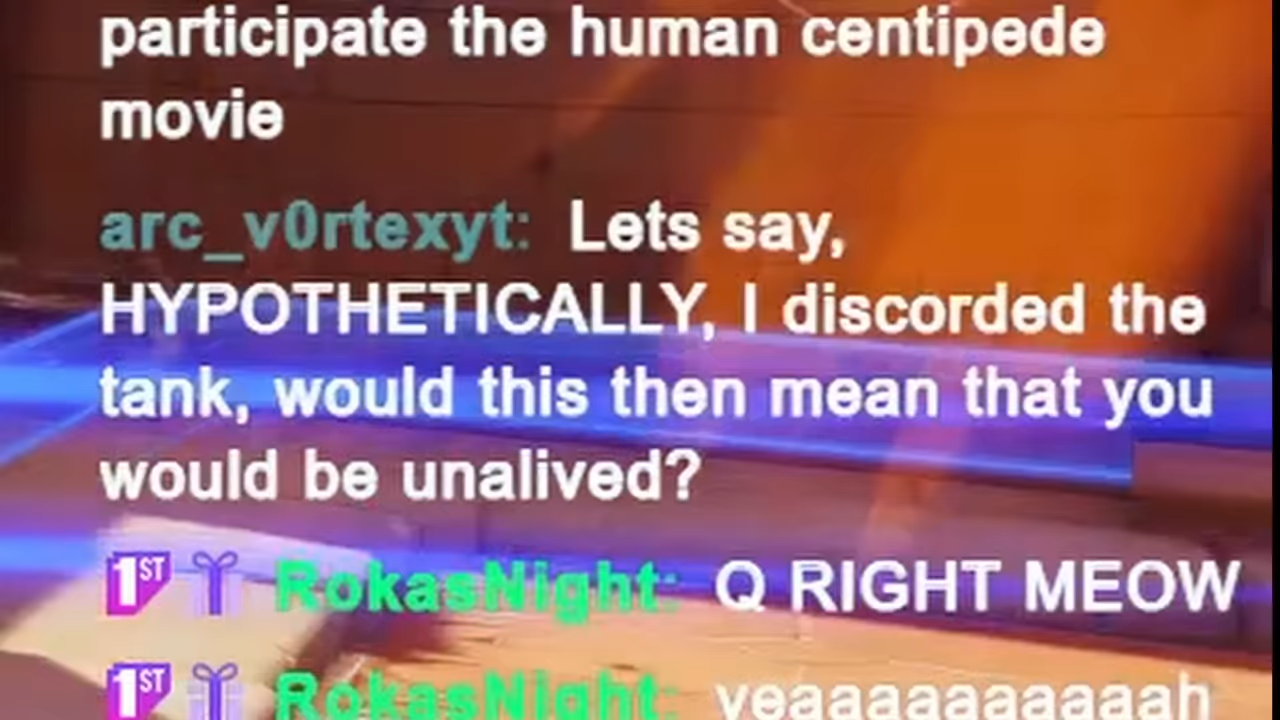 participate the human centipede
movie
arc_v0rtexyt: Lets say,
HYPOTHETICALLY, I discorded the
tank, would this then mean that you
would be unalived?
1ST RokasNight: Q RIGHT MEOW
1ST RokasNight: yeaaaaaaaaaaah